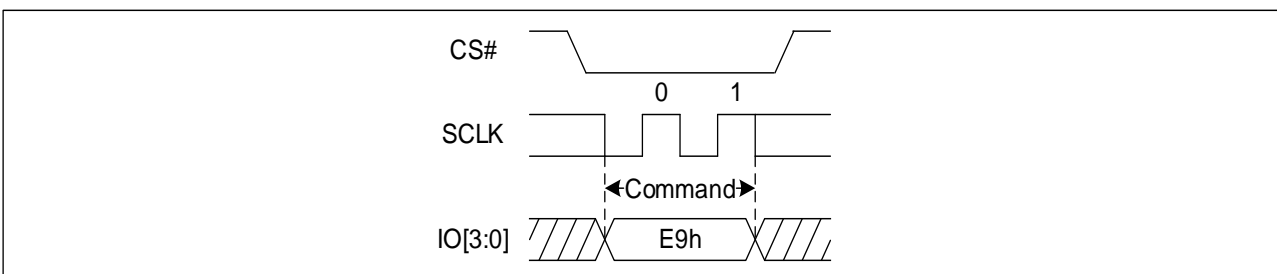 CS#
0 1
SCLK
Command
IO[3:0]
E9h